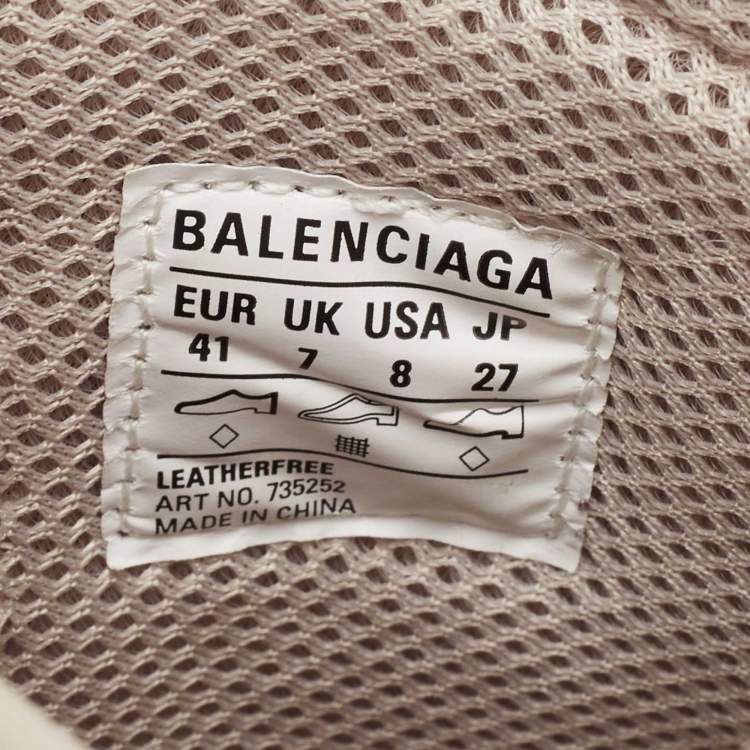 BALENCIAGA
EUR UK USA JP
41 7 8 27
LEATHERFREE
ART NO. 735252
MADE IN CHINA